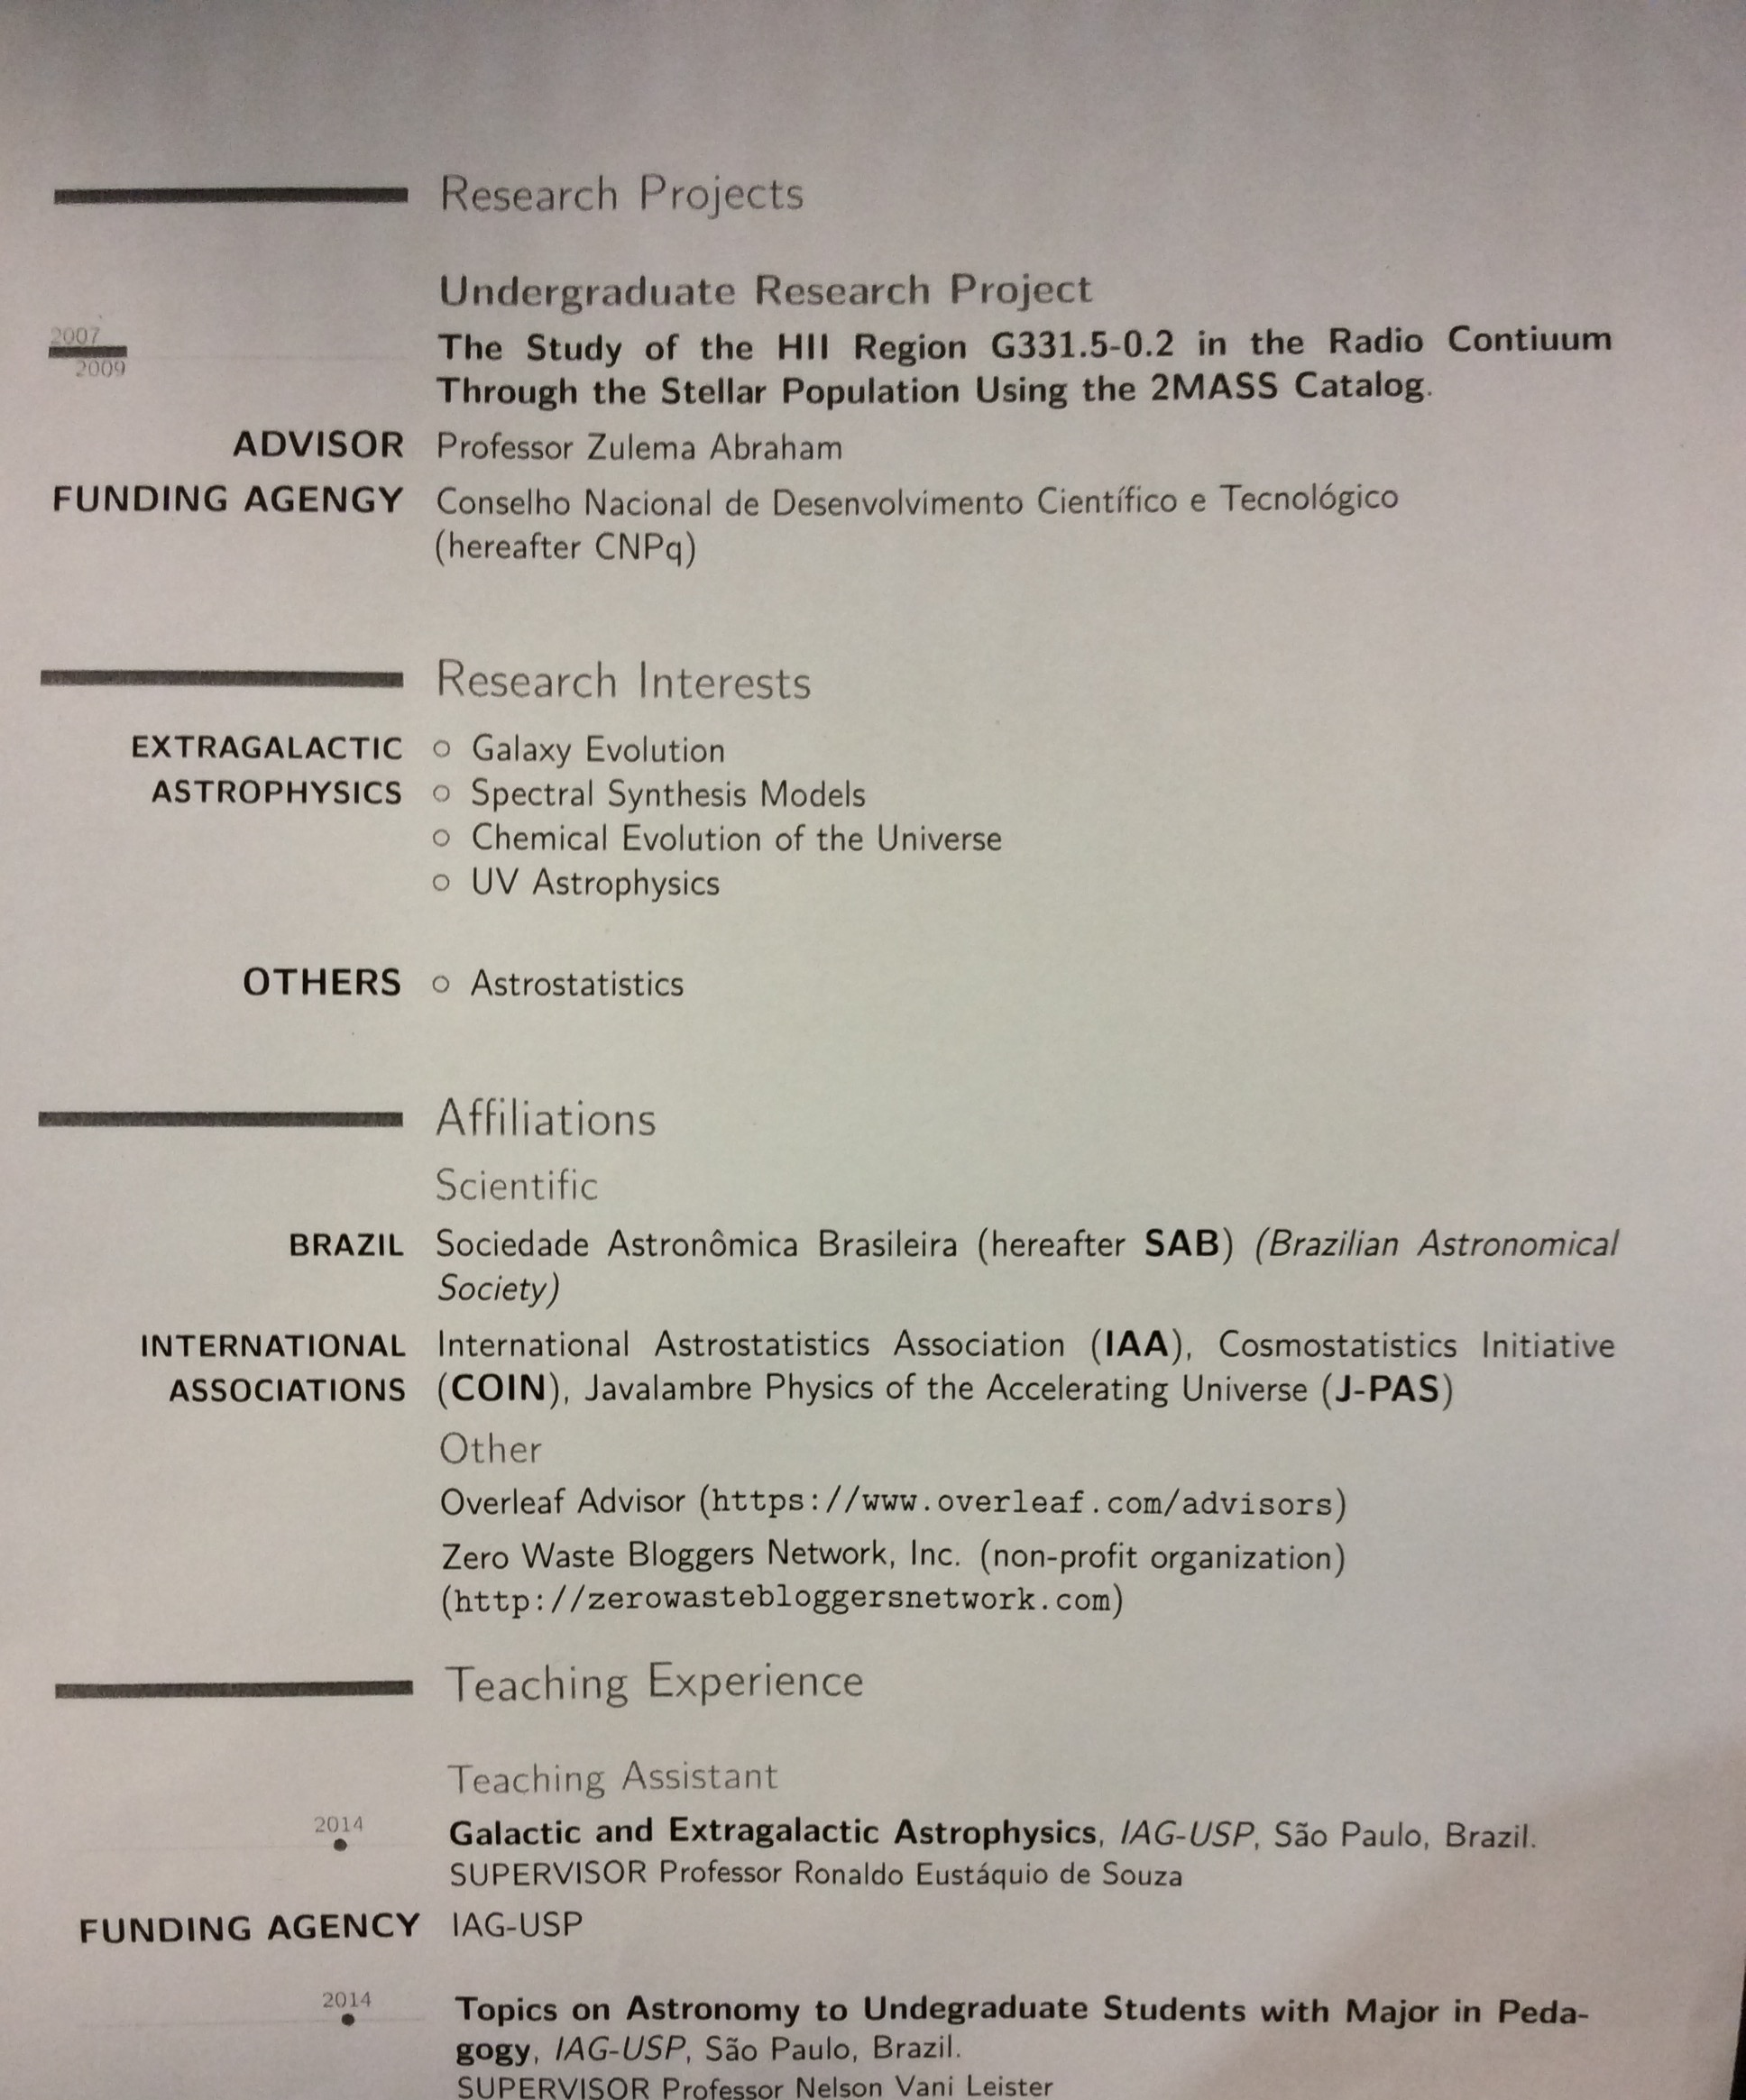 Research Projects
Undergraduate Research Project
2007
2009
The Study of the HII Region G331.5-0.2 in the Radio Contiuum
Through the Stellar Population Using the 2MASS Catalog.
ADVISOR Professor Zulema Abraham
FUNDING AGENGY Conselho Nacional de Desenvolvimento Científico e Tecnológico
(hereafter CNPq)
Research Interests
EXTRAGALACTIC ○ Galaxy Evolution
ASTROPHYSICS ○ Spectral Synthesis Models
○ Chemical Evolution of the Universe
○ UV Astrophysics
OTHERS ○ Astrostatistics
Affiliations
Scientific
BRAZIL Sociedade Astronômica Brasileira (hereafter SAB) (Brazilian Astronomical
Society)
INTERNATIONAL International Astrostatistics Association (IAA), Cosmostatistics Initiative
ASSOCIATIONS (COIN), Javalambre Physics of the Accelerating Universe (J-PAS)
Other
Overleaf Advisor (https://www.overleaf.com/advisors)
Zero Waste Bloggers Network, Inc. (non-profit organization)
(http://zerowastebloggersnetwork.com)
Teaching Experience
Teaching Assistant
2014
Galactic and Extragalactic Astrophysics, IAG-USP, São Paulo, Brazil.
SUPERVISOR Professor Ronaldo Eustáquio de Souza
FUNDING AGENCY IAG-USP
2014
Topics on Astronomy to Undegraduate Students with Major in Peda-
gogy, IAG-USP, São Paulo, Brazil.
SUPERVISOR Professor Nelson Vani Leister